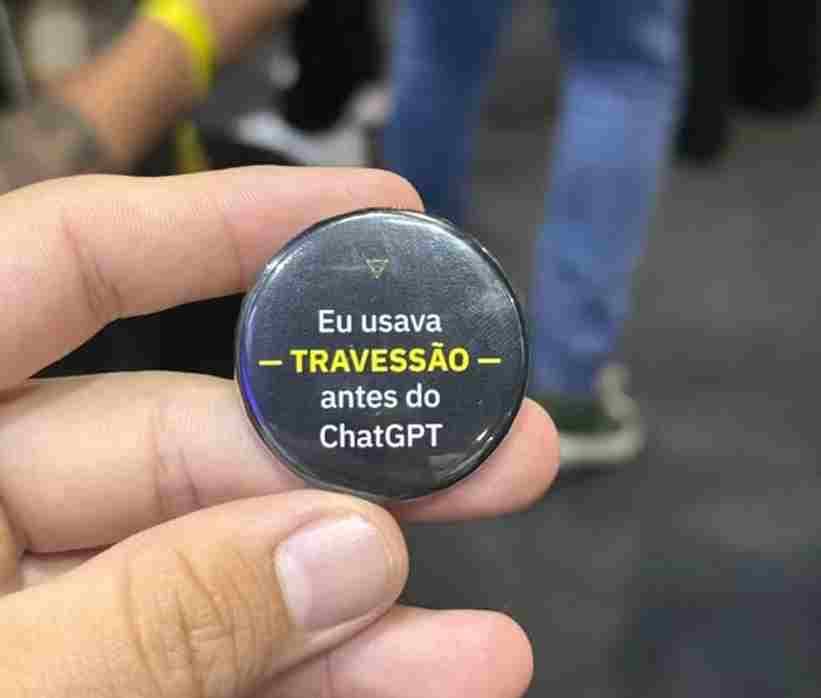 Eu usava
— TRAVESSÃO —
antes do
ChatGPT